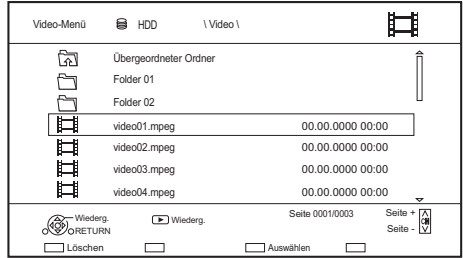 Video-Menü HDD \ Video \
Übergeordneter Ordner
Folder 01
Folder 02
video01.mpeg 00.00.0000 00:00
video02.mpeg 00.00.0000 00:00
video03.mpeg 00.00.0000 00:00
video04.mpeg 00.00.0000 00:00
Wiederg. Wiederg. Seite 0001/0003 Seite +
RETURN Seite - CH
Löschen Auswählen